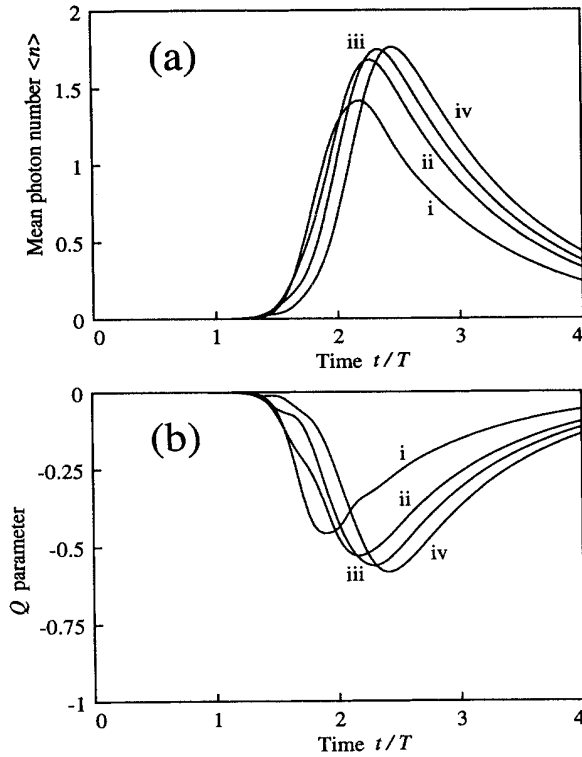 (a)
Mean photon number <n>
2
1.5
1
0.5
0
iii
iv
ii
i
0
1
2
3
4
Time t / T
(b)
Q parameter
0
-0.25
-0.5
-0.75
-1
i
ii
iii
iv
0
1
2
3
4
Time t / T